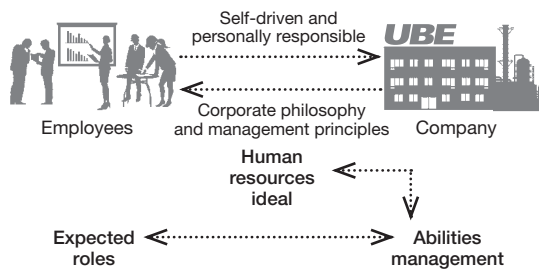 Self-driven and
personally responsible
UBE
Employees
Corporate philosophy
and management principles
Company
Human
resources
ideal
Expected
roles
Abilities
management